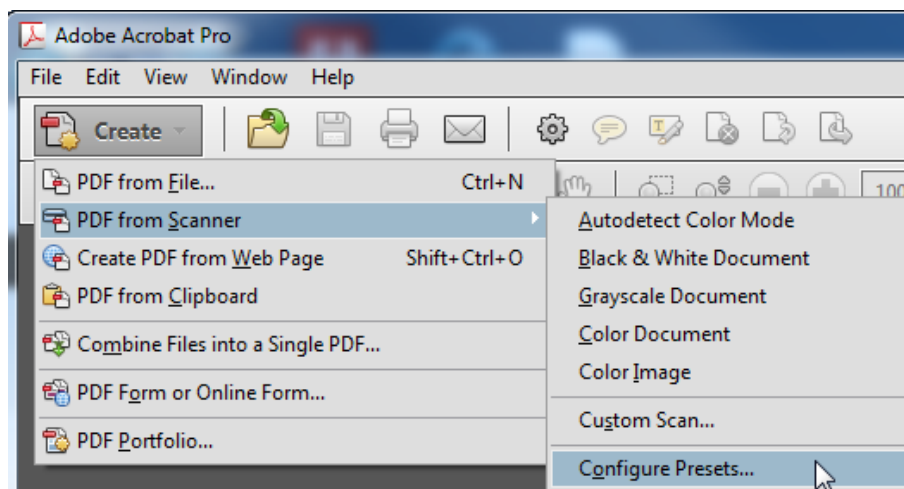 Adobe Acrobat Pro
File Edit View Window Help
Create
100
PDF from File... Ctrl+N
PDF from Scanner
Create PDF from Web Page Shift+Ctrl+O
PDF from Clipboard
Combine Files into a Single PDF...
PDF Form or Online Form...
PDF Portfolio...
Autodetect Color Mode
Black & White Document
Grayscale Document
Color Document
Color Image
Custom Scan...
Configure Presets...